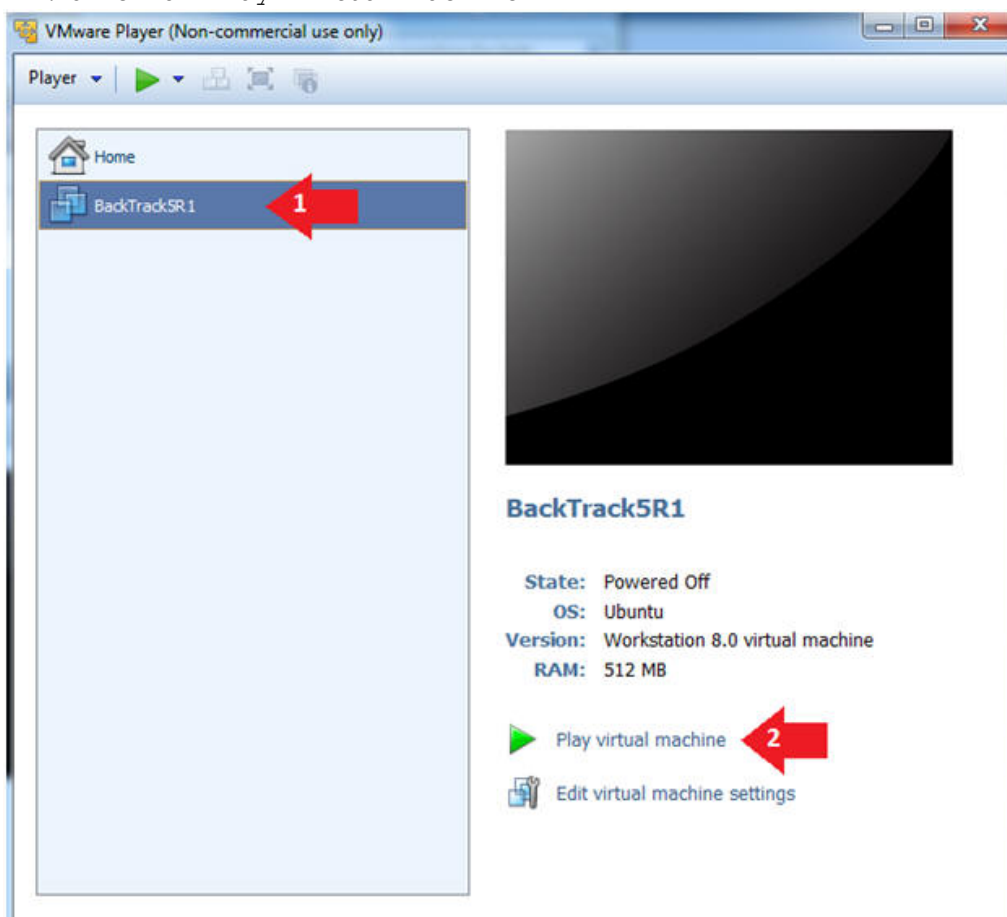 VMware Player (Non-commercial use only)
Player
Home
BackTrack5R1
1
BackTrack5R1
State: Powered Off
OS: Ubuntu
Version: Workstation 8.0 virtual machine
RAM: 512 MB
Play virtual machine
2
Edit virtual machine settings